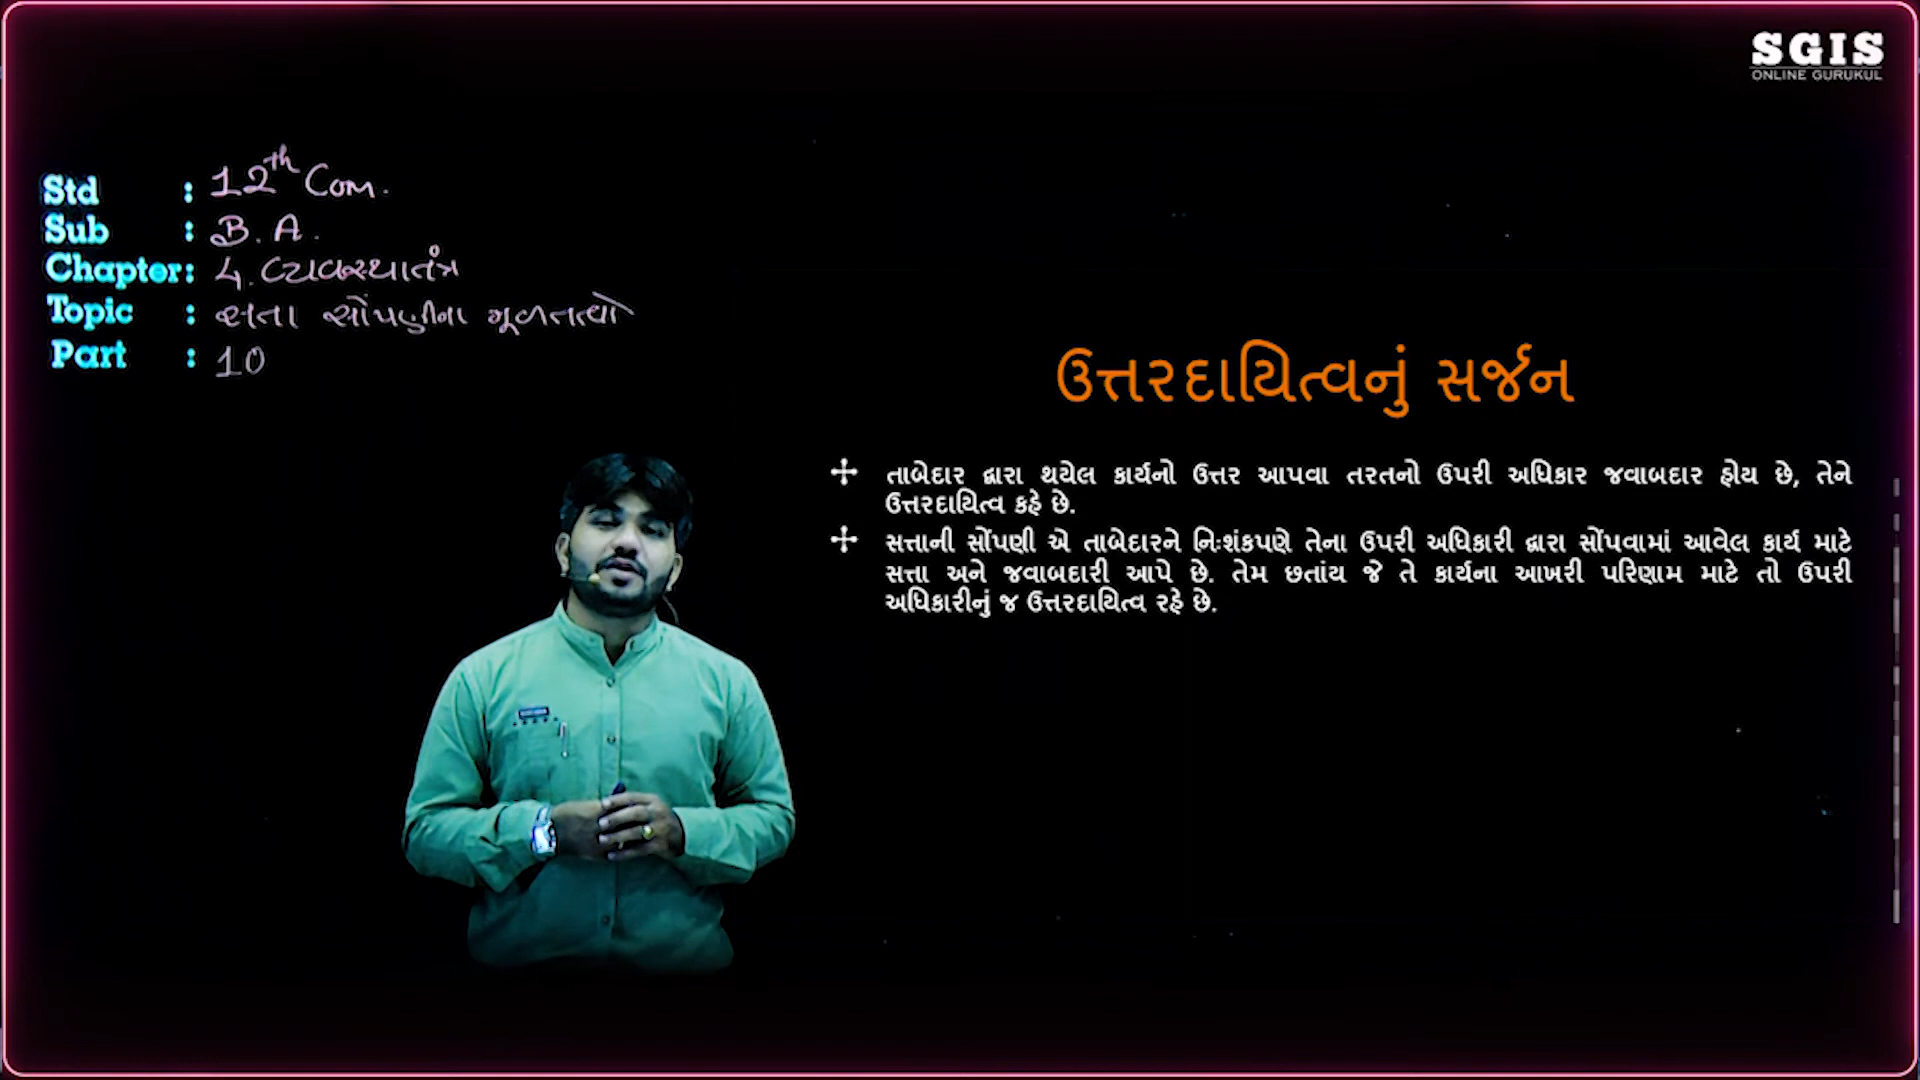 SGIS
ONLINE GURUKUL
Std : 12th Com.
Sub : B. A.
Chapter : 4. વ્યવસ્થાતંત્ર
Topic : સતા સોંપણીના મૂળતત્વો
Part : 10
ઉત્તરદાયિત્વનું સર્જન
તાબેદાર દ્વારા થયેલ કાર્યનો ઉત્તર આપવા તરતનો ઉપરી અધિકાર જવાબદાર હોય છે, તેને
ઉત્તરદાયિત્વ કહે છે.
સત્તાની સોંપણી એ તાબેદારને નિઃશંકપણે તેના ઉપરી અધિકારી દ્વારા સોંપવામાં આવેલ કાર્ય માટે
સત્તા અને જવાબદારી આપે છે. તેમ છતાંય જે તે કાર્યના આખરી પરિણામ માટે તો ઉપરી
અધિકારીનું જ ઉત્તરદાયિત્વ રહે છે.